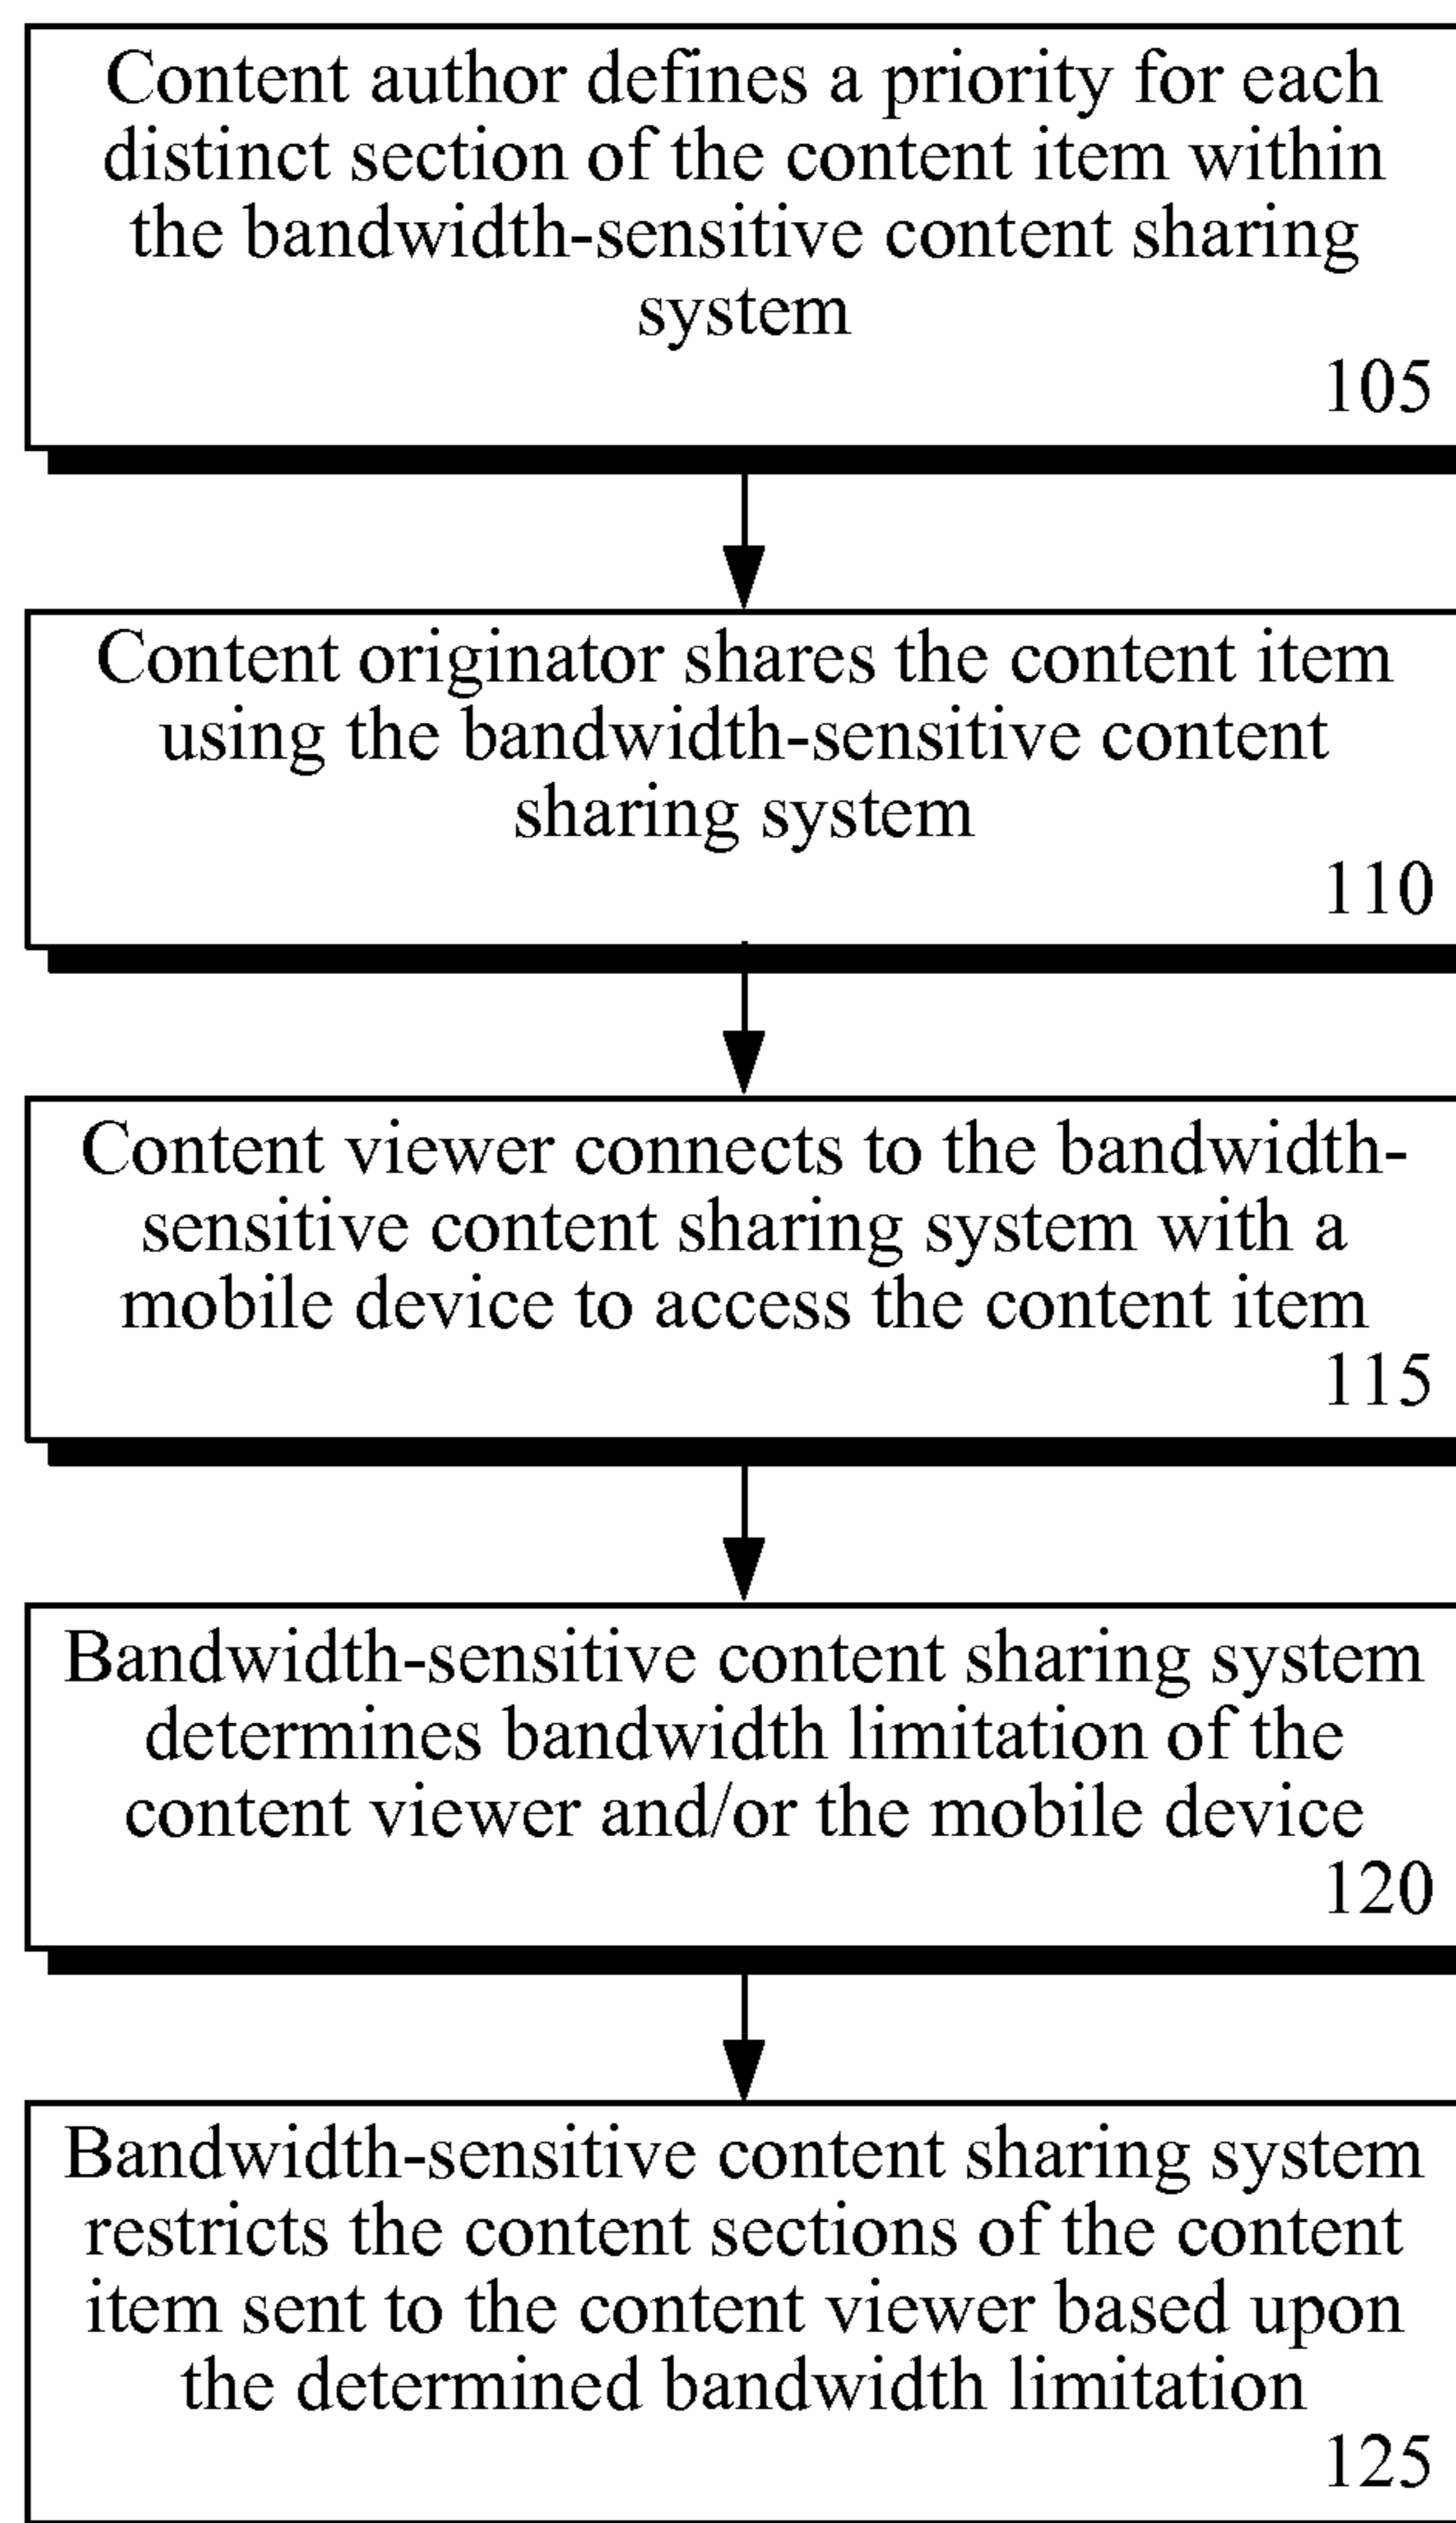 Content author defines a priority for each
distinct section of the content item within
the bandwidth-sensitive content sharing
system
105
Content originator shares the content item
using the bandwidth-sensitive content
sharing system
110
Content viewer connects to the bandwidth-
sensitive content sharing system with a
mobile device to access the content item
115
Bandwidth-sensitive content sharing system
determines bandwidth limitation of the
content viewer and/or the mobile device
120
Bandwidth-sensitive content sharing system
restricts the content sections of the content
item sent to the content viewer based upon
the determined bandwidth limitation
125